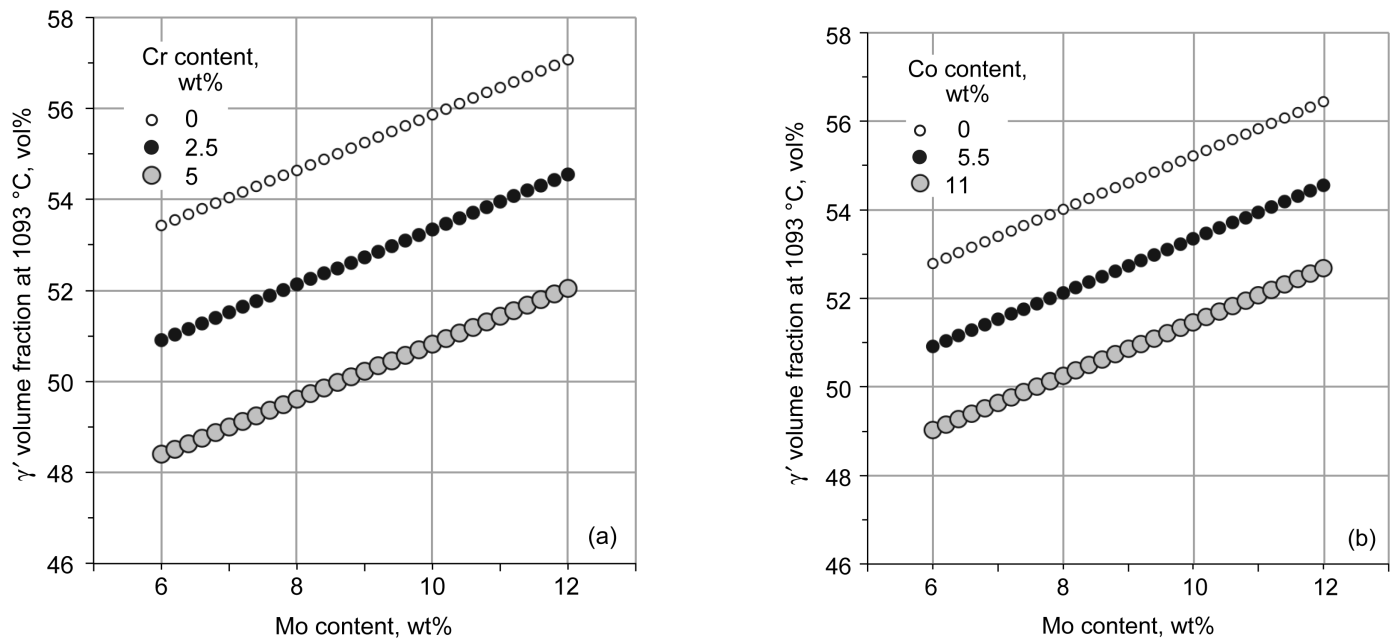 58
56
54
52
50
48
46
γ′ volume fraction at 1093 °C, vol%
Cr content,
wt%
0
2.5
5
(a)
6 8 10 12
Mo content, wt%
58
56
54
52
50
48
46
γ′ volume fraction at 1093 °C, vol%
Co content,
wt%
0
5.5
11
(b)
6 8 10 12
Mo content, wt%